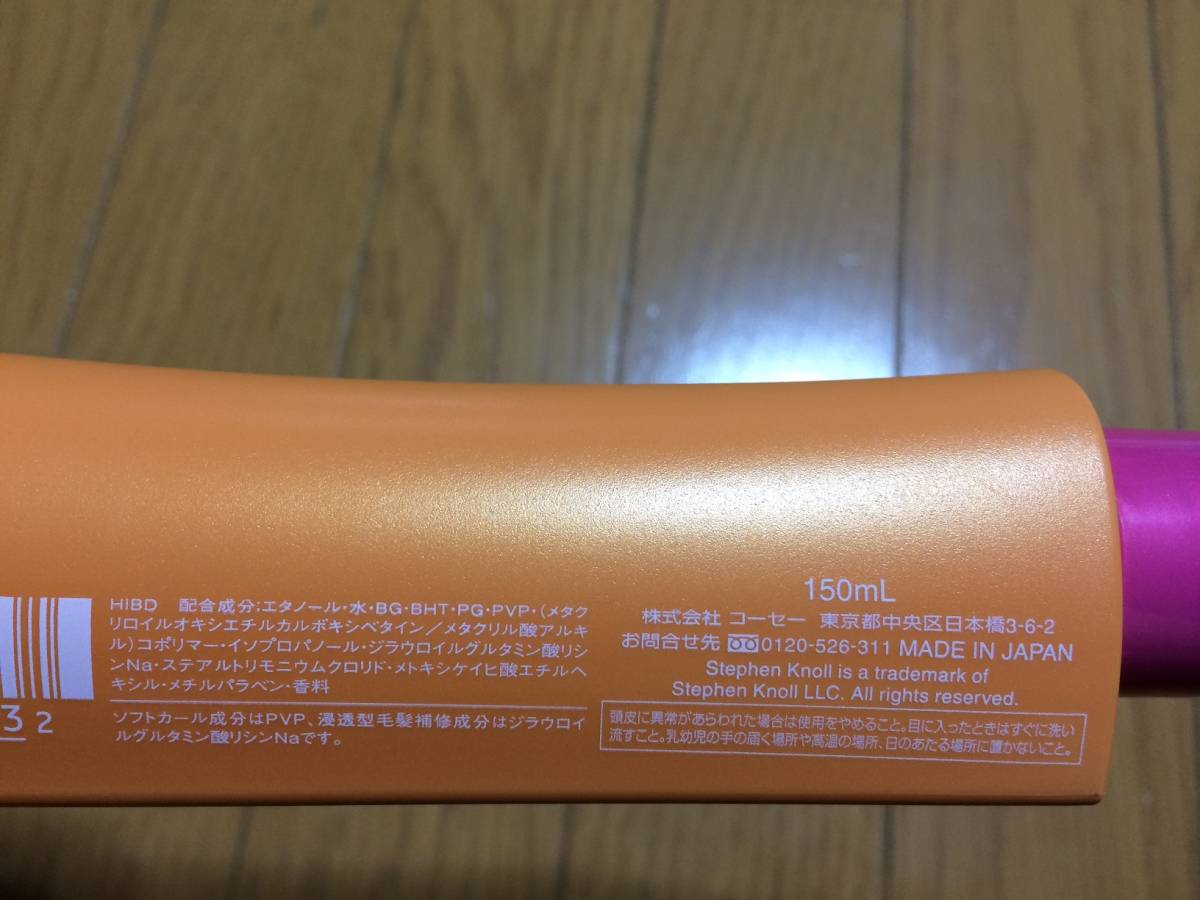 HIBD 配合成分:エタノール・水・BG・BHT・PG・PVP・(メタク
リロイルオキシエチルカルボキシベタイン/メタクリル酸アルキ
ル)コポリマー・イソプロパノール・ジラウロイルグルタミン酸リシ
ンNa・ステアルトリモニウムクロリド・メトキシケイヒ酸エチルヘ
キシル・メチルパラベン・香料
ソフトカール成分はPVP、浸透型毛髪補修成分はジラウロイ
ルグルタミン酸リシンNaです。
32
150mL
株式会社 コーセー 東京都中央区日本橋3-6-2
お問合せ先 0120-526-311 MADE IN JAPAN
Stephen Knoll is a trademark of
Stephen Knoll LLC. All rights reserved.
頭皮に異常があらわれた場合は使用をやめること。目に入ったときはすぐに洗い
流すこと。乳幼児の手の届く場所や高温の場所、日のあたる場所に置かないこと。